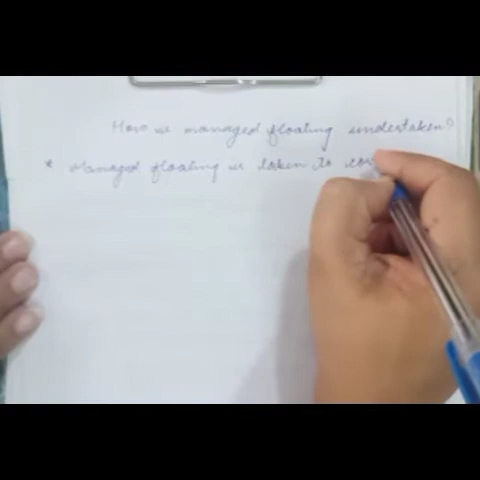 How is managed floating undertaken?
* Managed floating is taken to